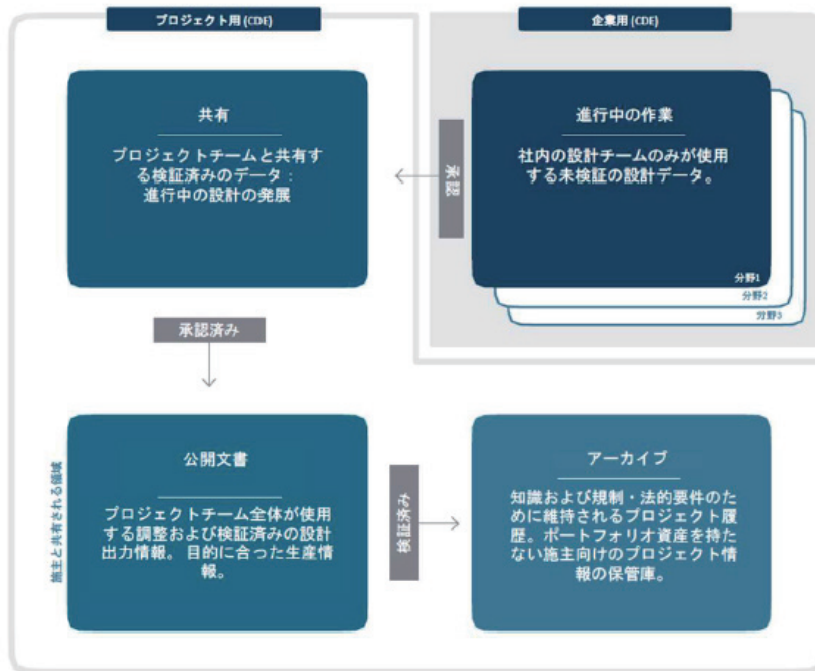 プロジェクト用 (CDE)
企業用 (CDE)
共有
プロジェクトチームと共有す
る検証済みのデータ：
進行中の設計の発展
承認
進行中の作業
社内の設計チームのみが使用
する未検証の設計データ。
分野1
分野2
分野3
承認済み
施主と共有される領域
公開文書
プロジェクトチーム全体が使用
する調整および検証済みの設計
出力情報。目的に合った生産情
報。
検証済み
アーカイブ
知識および規制・法的要件のた
めに維持されるプロジェクト履
歴。ポートフォリオ資産を持た
ない施主向けのプロジェクト情報
の保管庫。